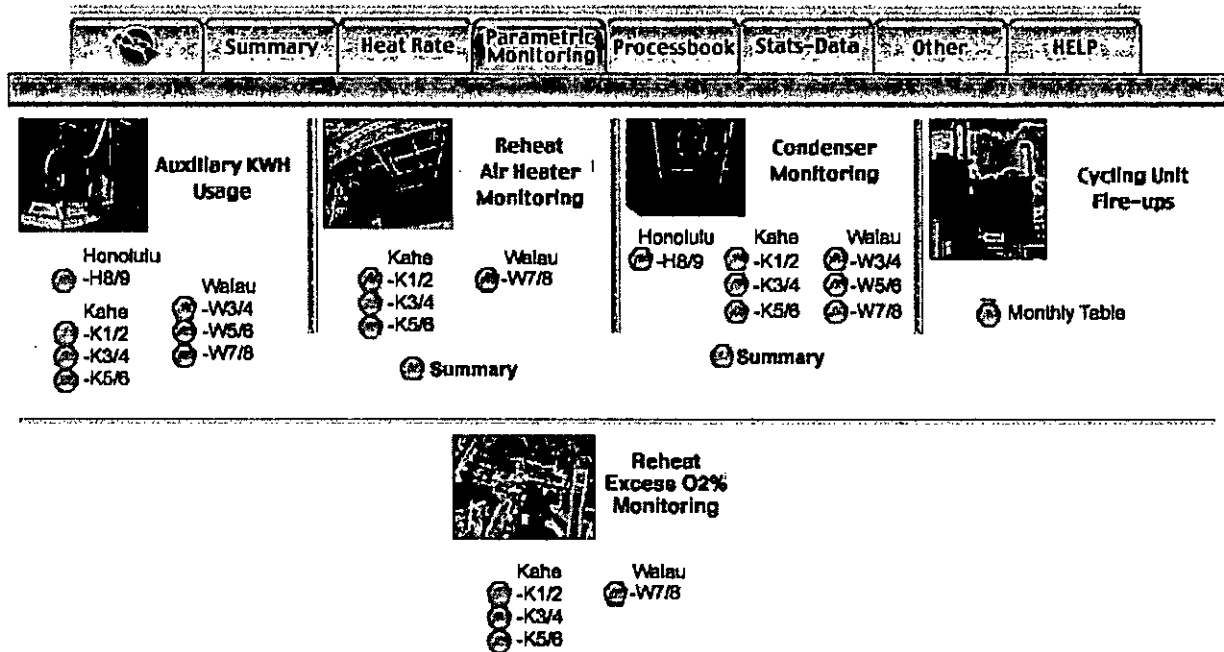 Summary
Heat Rate
Parametric
Monitoring
Processbook
Stats-Data
Other
HELP
Auxiliary KWH
Usage
Honolulu
-H8/9
Kahe
-K1/2
-K3/4
-K5/6
Waiau
-W3/4
-W5/6
-W7/8
Reheat
Air Heater
Monitoring
Kahe
-K1/2
-K3/4
-K5/6
Waiau
-W7/8
Summary
Condenser
Monitoring
Honolulu
-H8/9
Kahe
-K1/2
-K3/4
-K5/6
Waiau
-W3/4
-W5/6
-W7/8
Summary
Cycling Unit
Fire-ups
Monthly Table
Reheat
Excess O2%
Monitoring
Kahe
-K1/2
-K3/4
-K5/6
Waiau
-W7/8